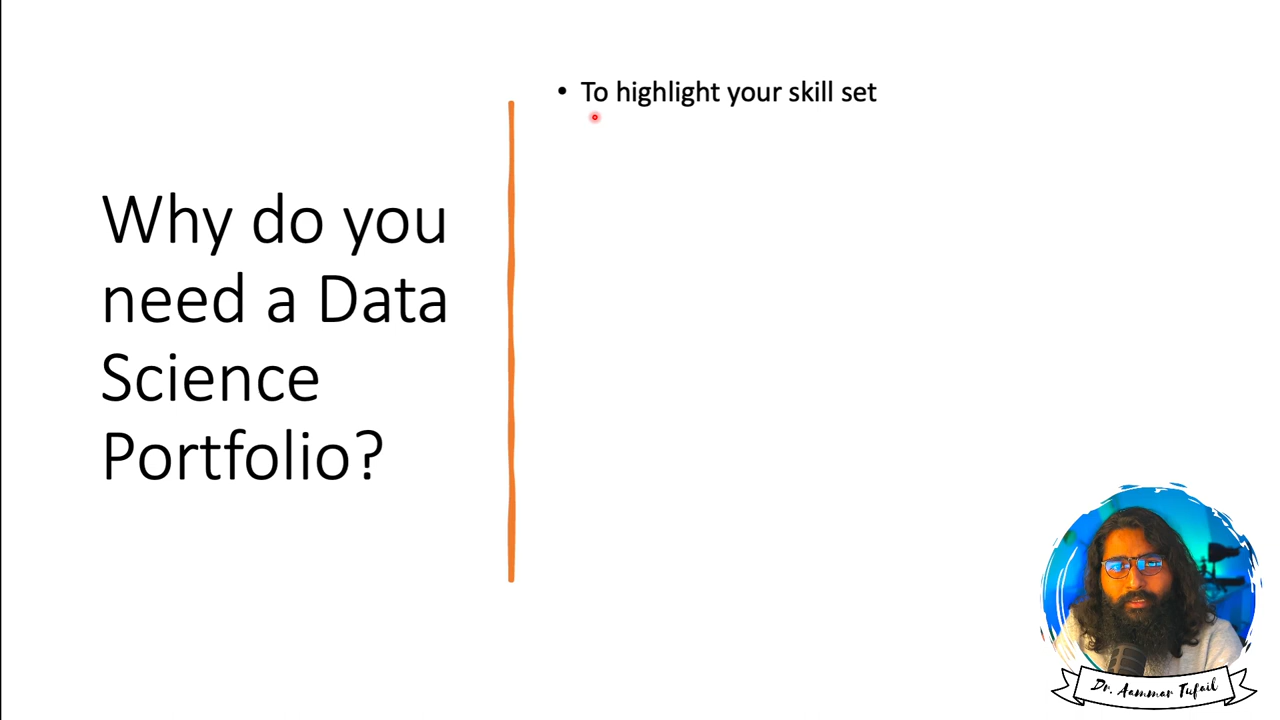 Why do you
need a Data
Science
Portfolio?
• To highlight your skill set
Dr. Aammar Tufail